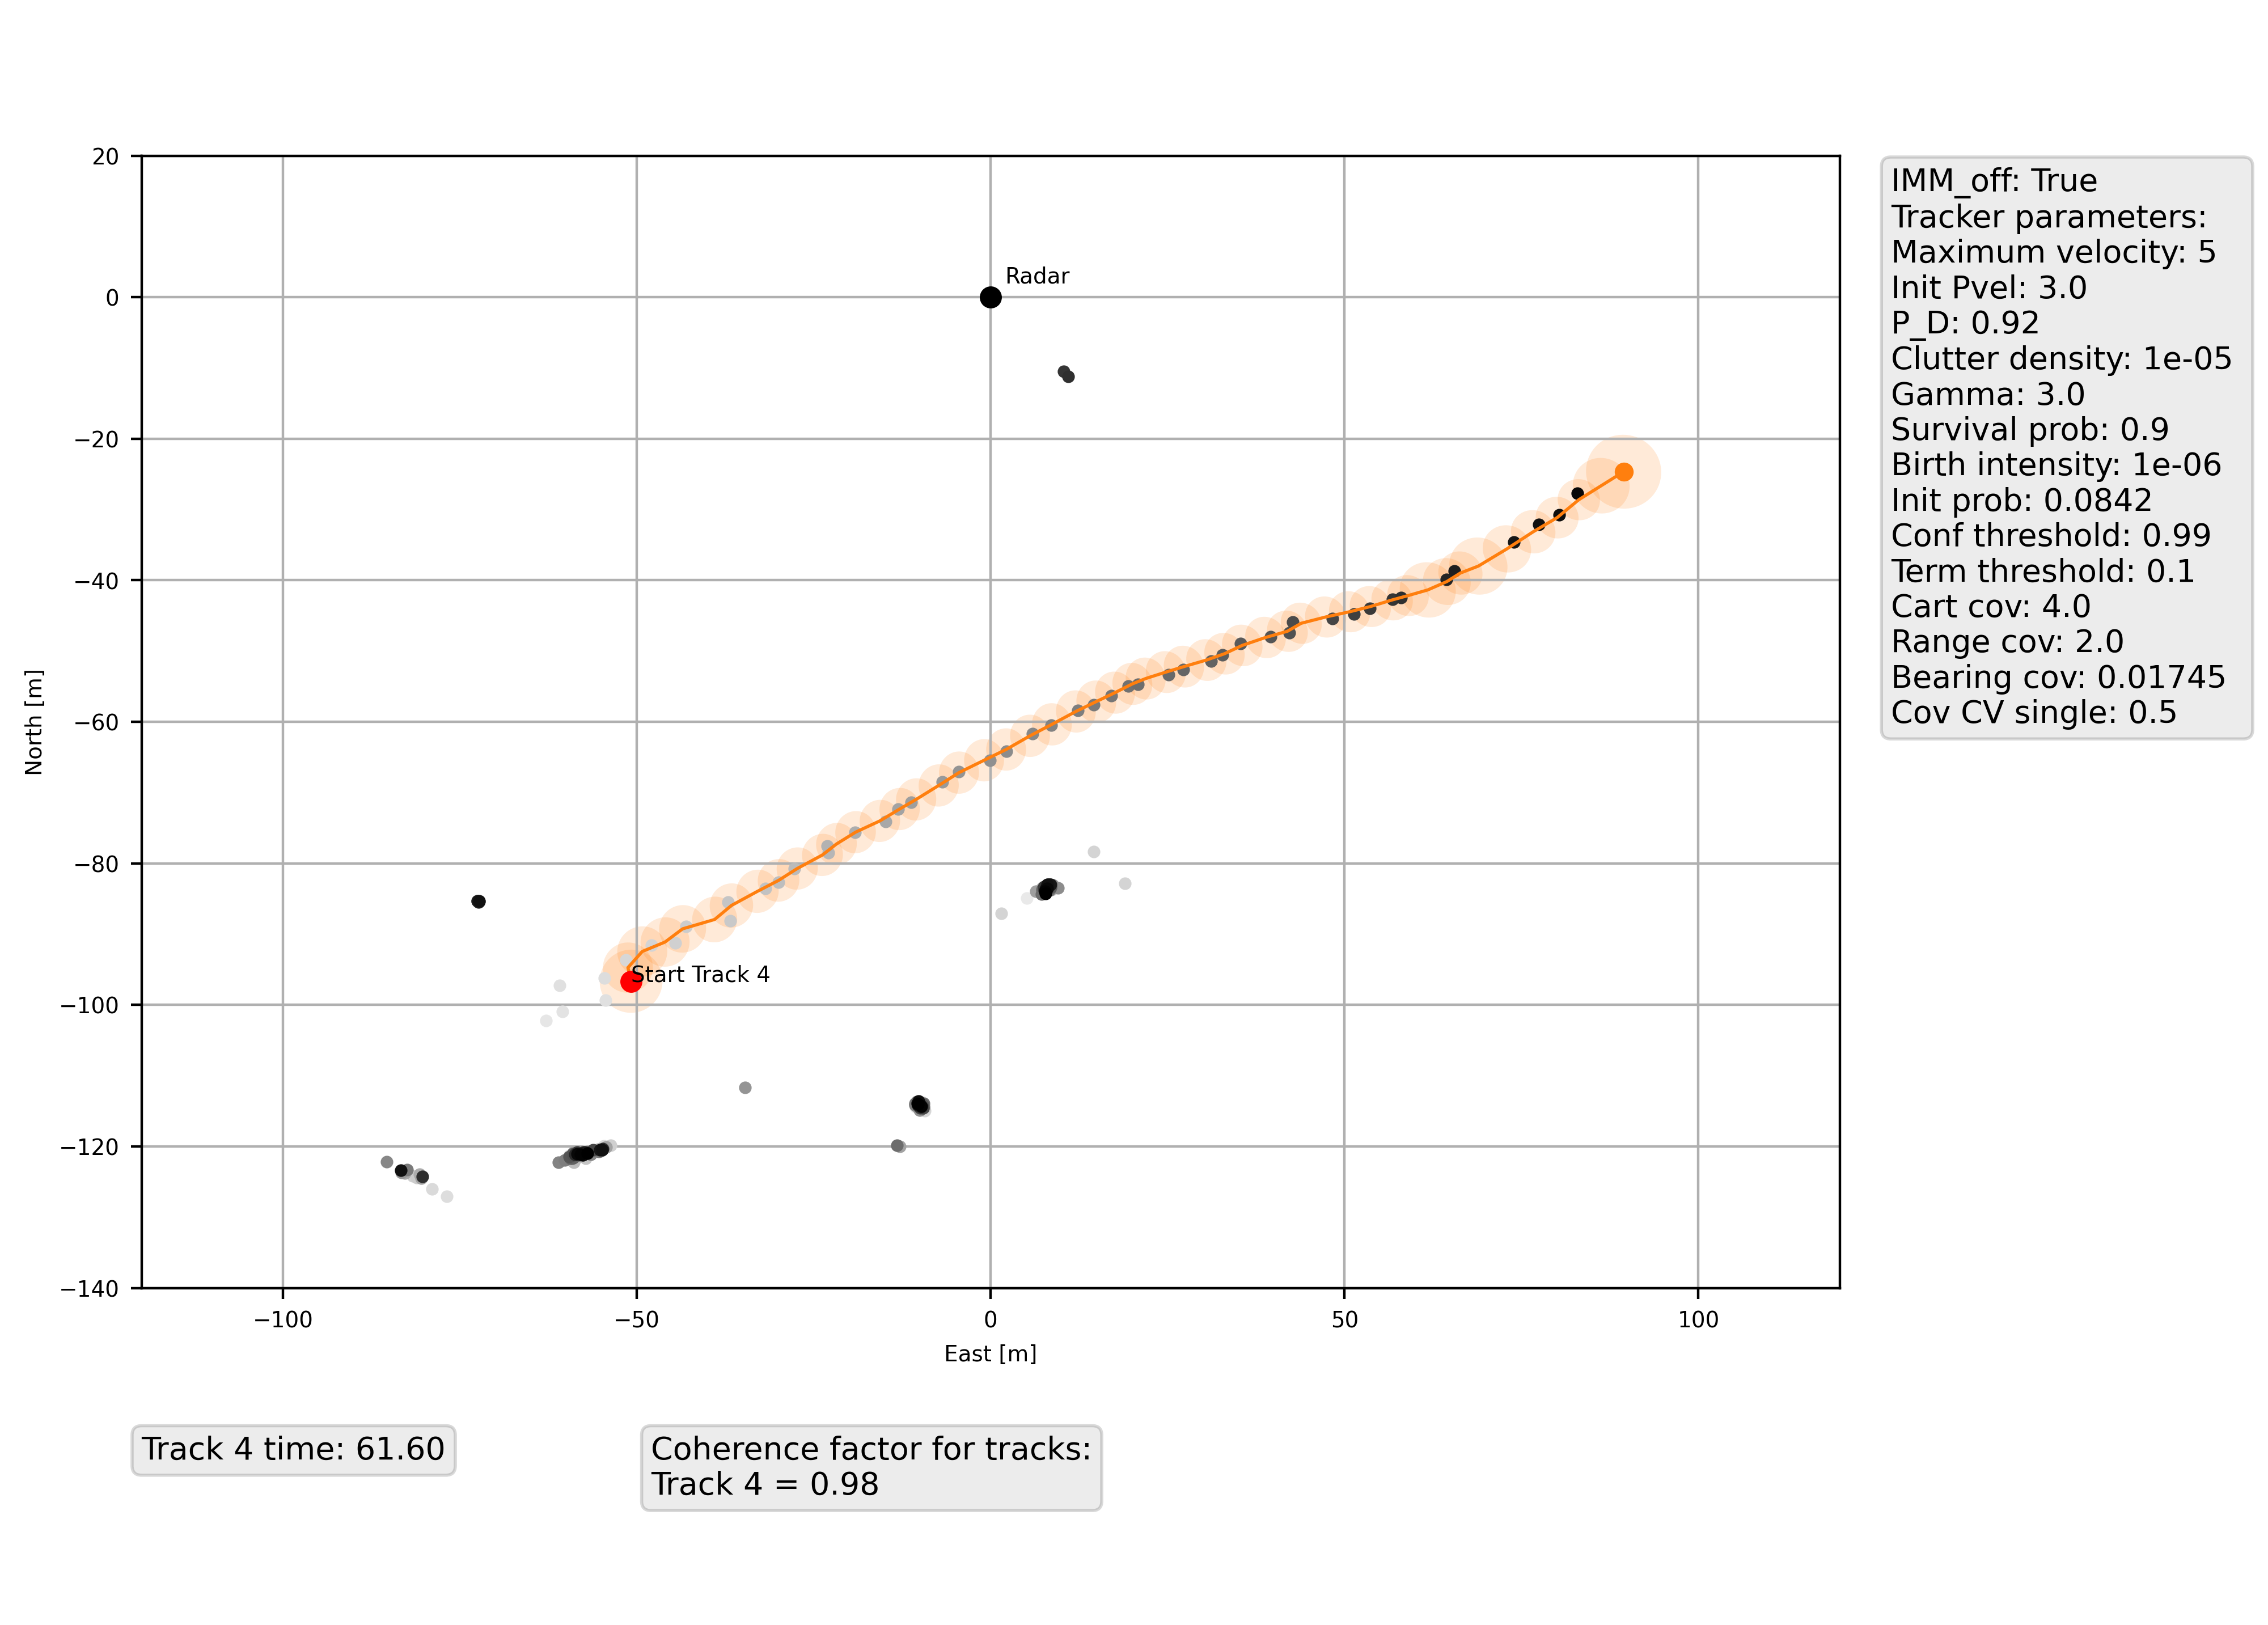 20
0
−20
−40
−60
−80
−100
−120
−140
North [m]
Radar
Start Track 4
−100
−50
0
50
100
East [m]
IMM_off: True
Tracker parameters:
Maximum velocity: 5
Init Pvel: 3.0
P_D: 0.92
Clutter density: 1e-05
Gamma: 3.0
Survival prob: 0.9
Birth intensity: 1e-06
Init prob: 0.0842
Conf threshold: 0.99
Term threshold: 0.1
Cart cov: 4.0
Range cov: 2.0
Bearing cov: 0.01745
Cov CV single: 0.5
Track 4 time: 61.60
Coherence factor for tracks:
Track 4 = 0.98